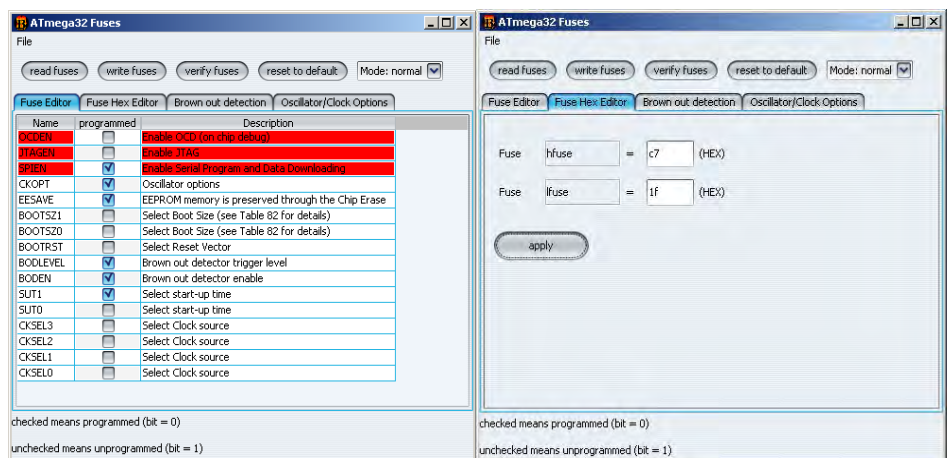 ATmega32 Fuses
File
read fuses write fuses verify fuses reset to default Mode: normal
Fuse Editor Fuse Hex Editor Brown out detection Oscillator/Clock Options
Name programmed Description
OCDEN Enable OCD (on chip debug)
JTAGEN Enable JTAG
SPIEN Enable Serial Program and Data Downloading
CKOPT Oscillator options
EESAVE EEPROM memory is preserved through the Chip Erase
BOOTSZ1 Select Boot Size (see Table 82 for details)
BOOTSZ0 Select Boot Size (see Table 82 for details)
BOOTRST Select Reset Vector
BODLEVEL Brown out detector trigger level
BODEN Brown out detector enable
SUT1 Select start-up time
SUT0 Select start-up time
CKSEL3 Select Clock source
CKSEL2 Select Clock source
CKSEL1 Select Clock source
CKSEL0 Select Clock source
checked means programmed (bit = 0)
unchecked means unprogrammed (bit = 1)
ATmega32 Fuses
File
read fuses write fuses verify fuses reset to default Mode: normal
Fuse Editor Fuse Hex Editor Brown out detection Oscillator/Clock Options
Fuse hfuse = c7 (HEX)
Fuse lfuse = 1f (HEX)
apply
checked means programmed (bit = 0)
unchecked means unprogrammed (bit = 1)